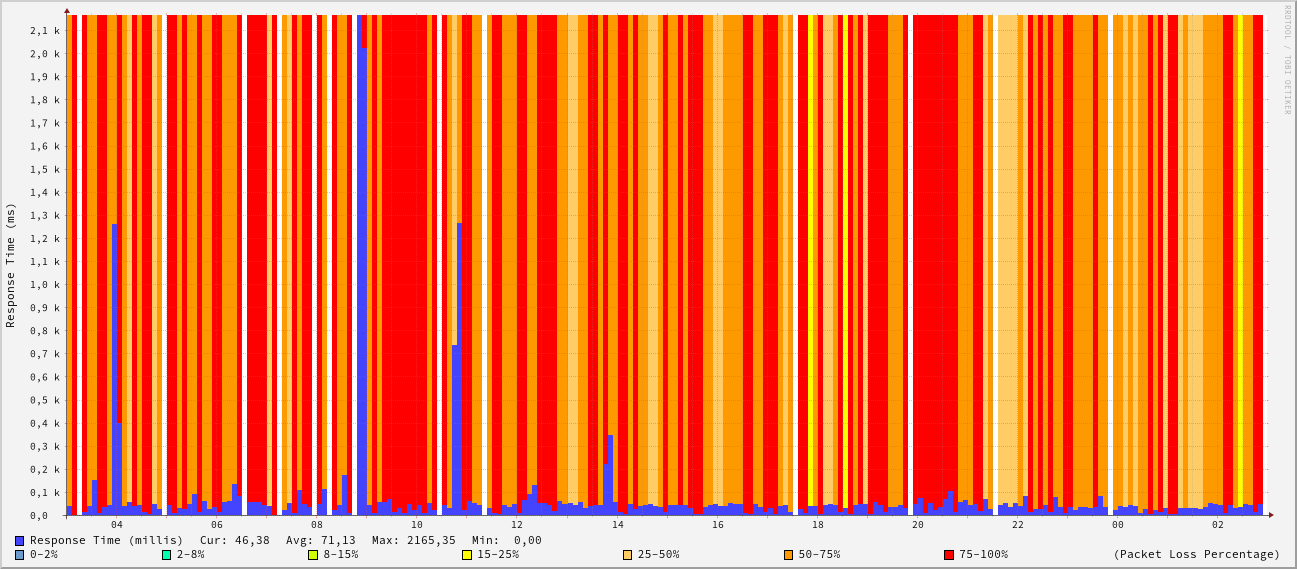 RRDTOOL / TOBI OETIKER
Response Time (ms)
2,1 k
2,0 k
1,9 k
1,8 k
1,7 k
1,6 k
1,5 k
1,4 k
1,3 k
1,2 k
1,1 k
1,0 k
0,9 k
0,8 k
0,7 k
0,6 k
0,5 k
0,4 k
0,3 k
0,2 k
0,1 k
0,0
04 06 08 10 12 14 16 18 20 22 00 02
Response Time (millis) Cur: 46,38 Avg: 71,13 Max: 2165,35 Min: 0,00
0-2% 2-8% 8-15% 15-25% 25-50% 50-75% 75-100% (Packet Loss Percentage)